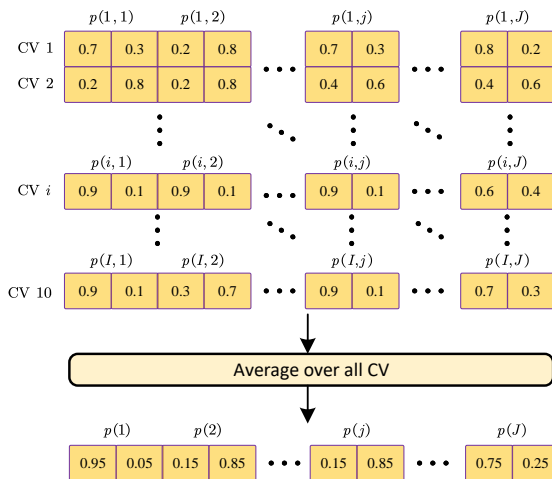 p(1, 1) p(1, 2) p(1, j) p(1, J)
CV 1 0.7 0.3 0.2 0.8 0.7 0.3 0.8 0.2
CV 2 0.2 0.8 0.2 0.8 0.4 0.6 0.4 0.6
p(i, 1) p(i, 2) p(i, j) p(i, J)
CV i 0.9 0.1 0.9 0.1 0.9 0.1 0.6 0.4
p(I, 1) p(I, 2) p(I, j) p(I, J)
CV 10 0.9 0.1 0.3 0.7 0.9 0.1 0.7 0.3
Average over all CV
p(1) p(2) p(j) p(J)
0.95 0.05 0.15 0.85 0.15 0.85 0.75 0.25